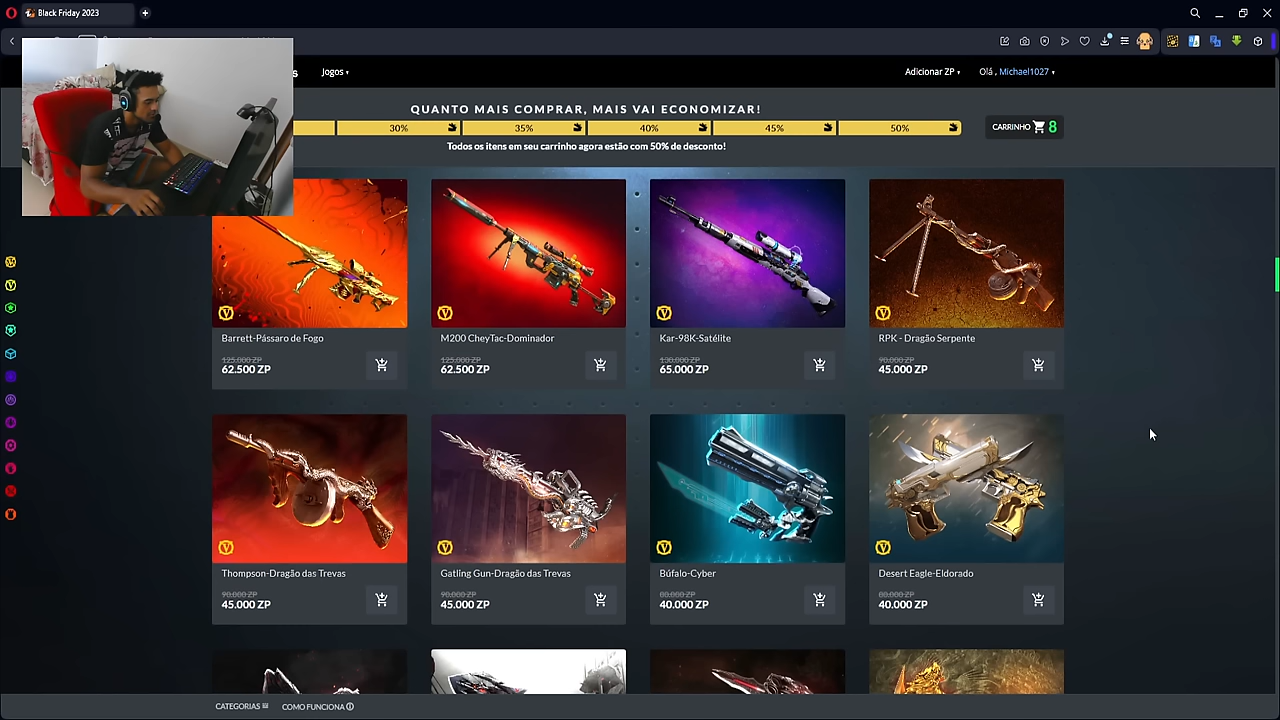 Black Friday 2023
s
Jogos
Adicionar ZP
Olá , Michael1027
QUANTO MAIS COMPRAR, MAIS VAI ECONOMIZAR!
30%
35%
40%
45%
50%
CARRINHO 8
Todos os itens em seu carrinho agora estão com 50% de desconto!
Barrett-Pássaro de Fogo
125.000 ZP
62.500 ZP
M200 CheyTac-Dominador
125.000 ZP
62.500 ZP
Kar-98K-Satélite
130.000 ZP
65.000 ZP
RPK - Dragão Serpente
90.000 ZP
45.000 ZP
Thompson-Dragão das Trevas
90.000 ZP
45.000 ZP
Gatling Gun-Dragão das Trevas
90.000 ZP
45.000 ZP
Búfalo-Cyber
80.000 ZP
40.000 ZP
Desert Eagle-Eldorado
80.000 ZP
40.000 ZP
CATEGORIAS
COMO FUNCIONA